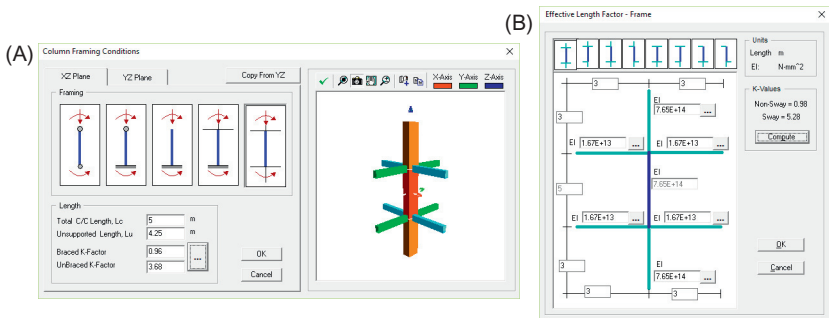 (A)
Column Framing Conditions
XZ Plane
YZ Plane
Copy From YZ
Framing
Length
Total C/C Length, Lc 5 m
Unsupported Length, Lu 4.25 m
Braced K-Factor 0.96
UnBraced K-Factor 3.68
...
OK
Cancel
X-Axis Y-Axis Z-Axis
(B)
Effective Length Factor - Frame
Units
Length m
EI: N-mm^2
K-Values
Non-Sway = 0.98
Sway = 5.28
Compute
3 3
EI
7.65E+14 ...
3
EI 1.67E+13 ... EI 1.67E+13 ...
EI
7.65E+14
5
EI 1.67E+13 ... EI 1.67E+13 ...
EI
7.65E+14 ...
3
3 3
OK
Cancel